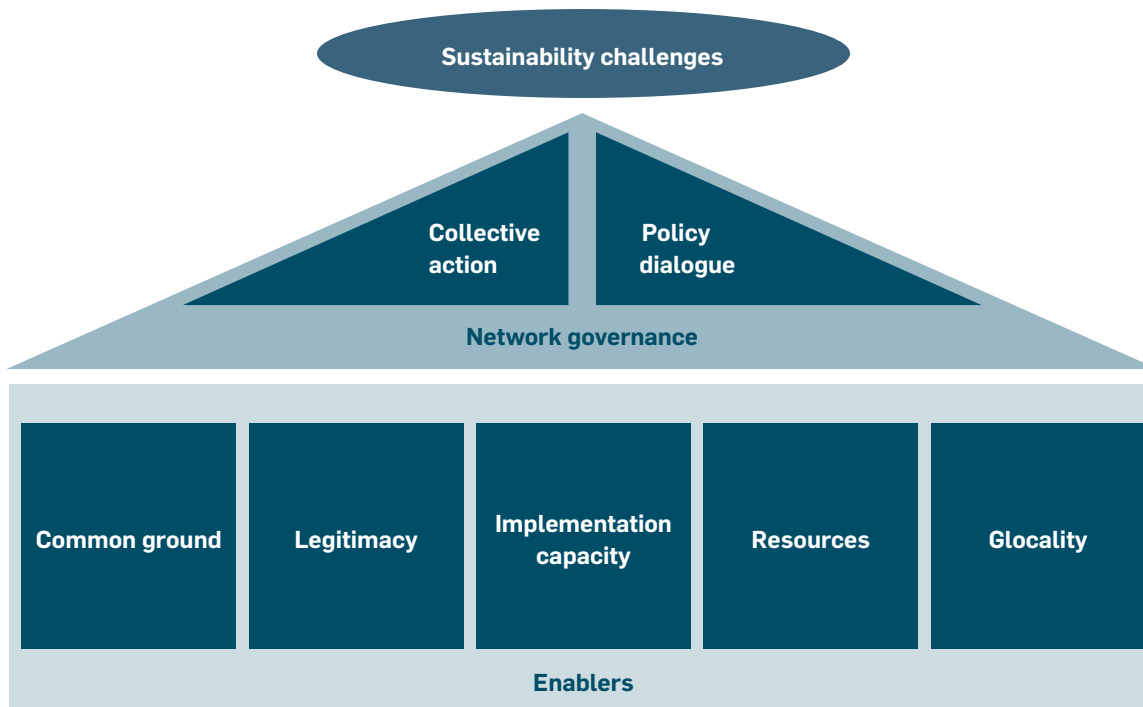 Sustainability challenges
Collective
action
Policy
dialogue
Network governance
Common ground
Legitimacy
Implementation
capacity
Resources
Glocality
Enablers